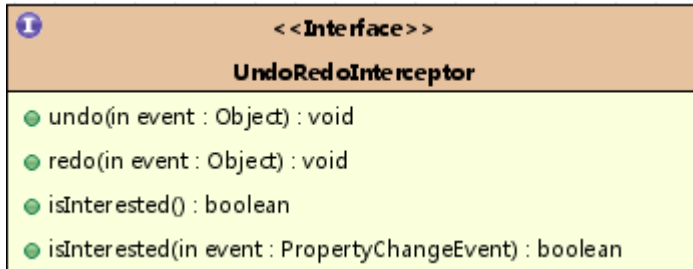 I
<<Interface>>
UndoRedoInterceptor
undo(in event : Object) : void
redo(in event : Object) : void
isInterested() : boolean
isInterested(in event : PropertyChangeEvent) : boolean